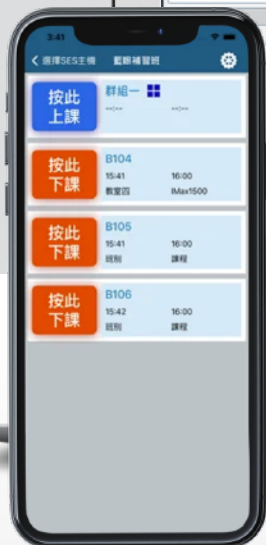 3:41
選擇SES主機 藍眼補習班
按此
上課
群組一
--:-- --:--
按此
下課
B104
15:41 16:00
教室四 IMax1500
按此
下課
B105
15:41 16:00
班別 課程
按此
下課
B106
15:42 16:00
班別 課程